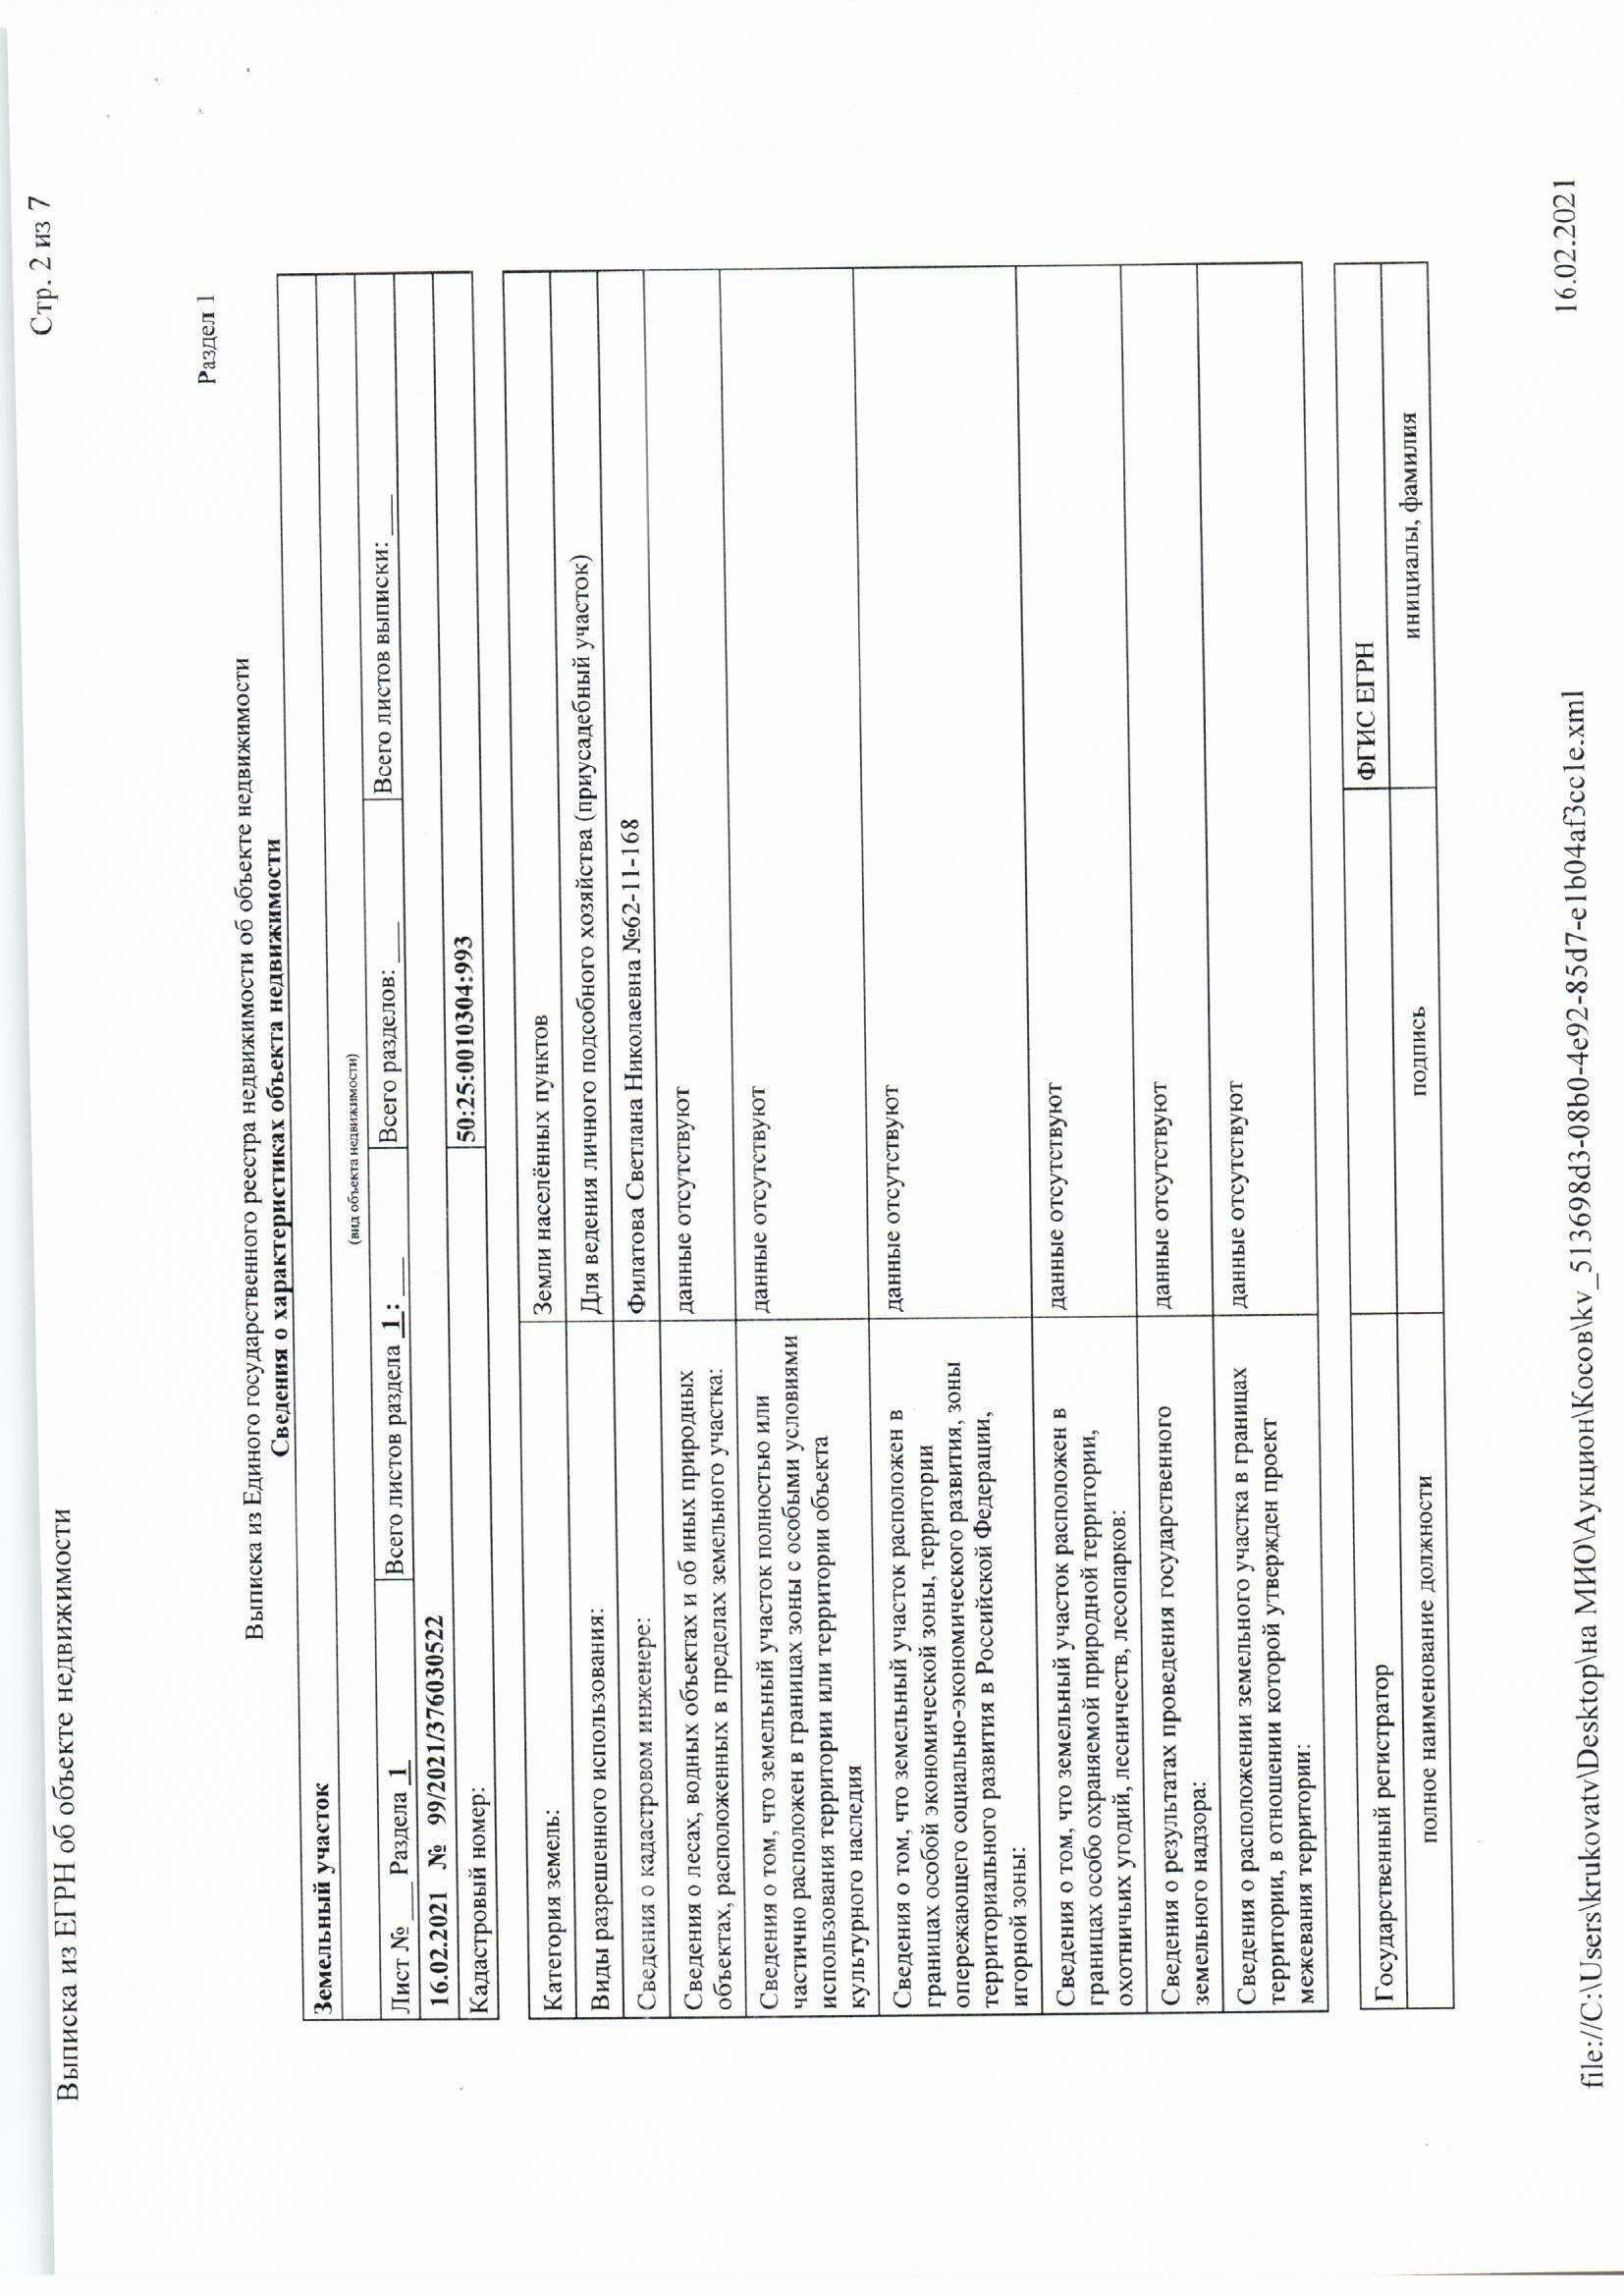 Выписка из ЕГРН об объекте недвижимости
Стр. 2 из 7
Раздел 1
Выписка из Единого государственного реестра недвижимости об объекте недвижимости
Сведения о характеристиках объекта недвижимости
Земельный участок
(вид объекта недвижимости)
Лист № ___ Раздела 1
Всего листов раздела 1 : ___
Всего разделов: ___
Всего листов выписки: ___
16.02.2021 № 99/2021/376030522
Кадастровый номер:
50:25:0010304:993
Категория земель:
Земли населённых пунктов
Виды разрешенного использования:
Для ведения личного подсобного хозяйства (приусадебный участок)
Сведения о кадастровом инженере:
Филатова Светлана Николаевна №62-11-168
Сведения о лесах, водных объектах и об иных природных
объектах, расположенных в пределах земельного участка:
данные отсутствуют
Сведения о том, что земельный участок полностью или
частично расположен в границах зоны с особыми условиями
использования территории или территории объекта
культурного наследия
данные отсутствуют
Сведения о том, что земельный участок расположен в
границах особой экономической зоны, территории
опережающего социально-экономического развития, зоны
территориального развития в Российской Федерации,
игорной зоны:
данные отсутствуют
Сведения о том, что земельный участок расположен в
границах особо охраняемой природной территории,
охотничьих угодий, лесничеств, лесопарков:
данные отсутствуют
Сведения о результатах проведения государственного
земельного надзора:
данные отсутствуют
Сведения о расположении земельного участка в границах
территории, в отношении которой утвержден проект
межевания территории:
данные отсутствуют
Государственный регистратор
ФГИС ЕГРН
полное наименование должности
подпись
инициалы, фамилия
file://C:\Users\krukovatv\Desktop\на МИО\Аукцион\Косов\kv_513698d3-08b0-4e92-85d7-e1b04af3cc1e.xml
16.02.2021